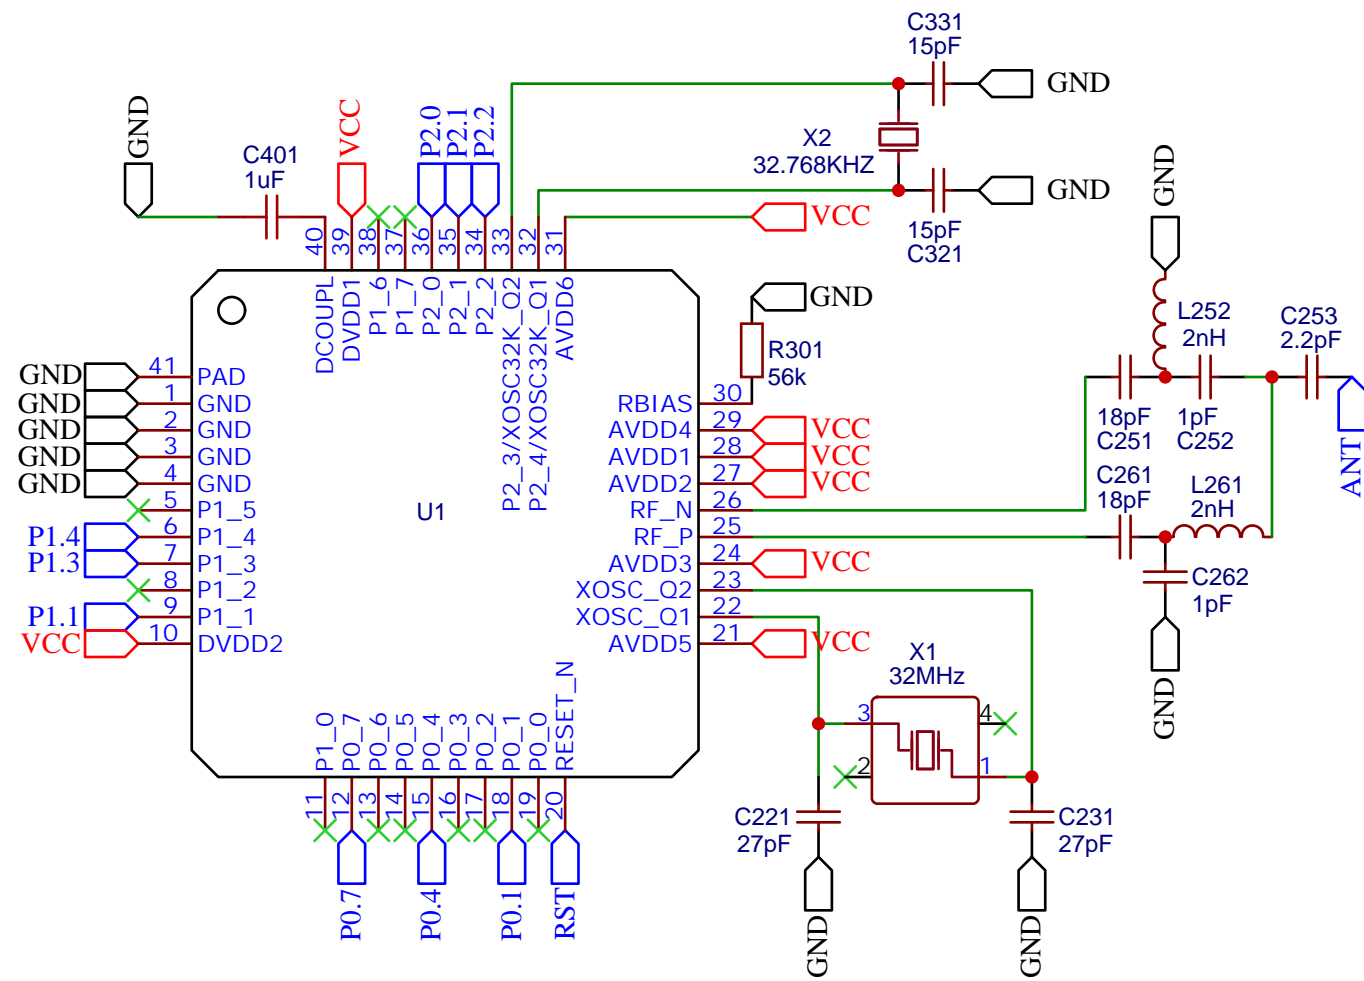 C331
15pF
GND
X2
32.768KHZ
GND
15pF
C321
GND
C401
1uF
VCC
P2.0
P2.1
P2.2
VCC
40
39
38
37
36
35
34
33
32
31
DCOUPL
DVDD1
P1_6
P1_7
P2_0
P2_1
P2_2
P2_3/XOSC32K_Q2
P2_4/XOSC32K_Q1
AVDD6
GND
R301
56k
GND 41 PAD
GND 1 GND
GND 2 GND
GND 3 GND
GND 4 GND
5 P1_5
P1.4 6 P1_4
P1.3 7 P1_3
8 P1_2
P1.1 9 P1_1
VCC 10 DVDD2
U1
RBIAS 30
AVDD4 29 VCC
AVDD1 28 VCC
AVDD2 27 VCC
RF_N 26
RF_P 25
AVDD3 24 VCC
XOSC_Q2 23
XOSC_Q1 22
AVDD5 21 VCC
GND
L252
2nH
C253
2.2pF
18pF
C251
1pF
C252
ANT
C261
18pF
L261
2nH
C262
1pF
GND
X1
32MHz
3
4
2
1
C221
27pF
C231
27pF
GND
GND
P1_0
P0_7
P0_6
P0_5
P0_4
P0_3
P0_2
P0_1
P0_0
RESET_N
11
12
13
14
15
16
17
18
19
20
P0.7
P0.4
P0.1
RST